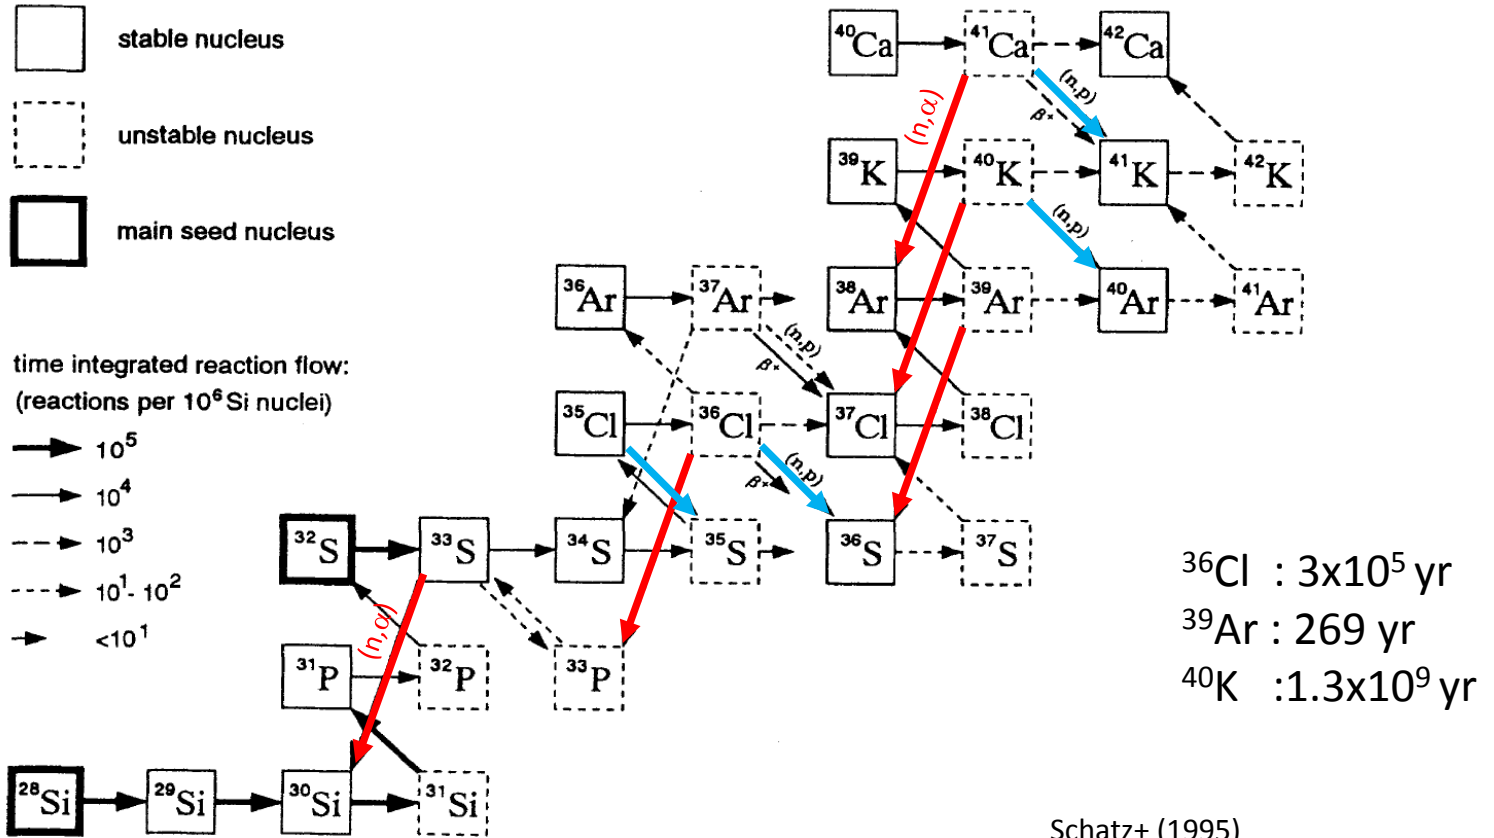 stable nucleus
unstable nucleus
main seed nucleus
time integrated reaction flow:
(reactions per 10⁶ Si nuclei)
10⁵
10⁴
10³
10¹- 10²
<10¹
⁴⁰Ca ⁴¹Ca ⁴²Ca
(n,p)
β⁺
(n,α)
³⁹K ⁴⁰K ⁴¹K ⁴²K
(n,p)
³⁶Ar ³⁷Ar ³⁸Ar ³⁹Ar ⁴⁰Ar ⁴¹Ar
(n,p)
β⁺
³⁵Cl ³⁶Cl ³⁷Cl ³⁸Cl
(n,p)
β⁺
³²S ³³S ³⁴S ³⁵S ³⁶S ³⁷S
(n,α)
³¹P ³²P ³³P
²⁸Si ²⁹Si ³⁰Si ³¹Si
³⁶Cl : 3x10⁵ yr
³⁹Ar : 269 yr
⁴⁰K :1.3x10⁹ yr
Schatz+ (1995)